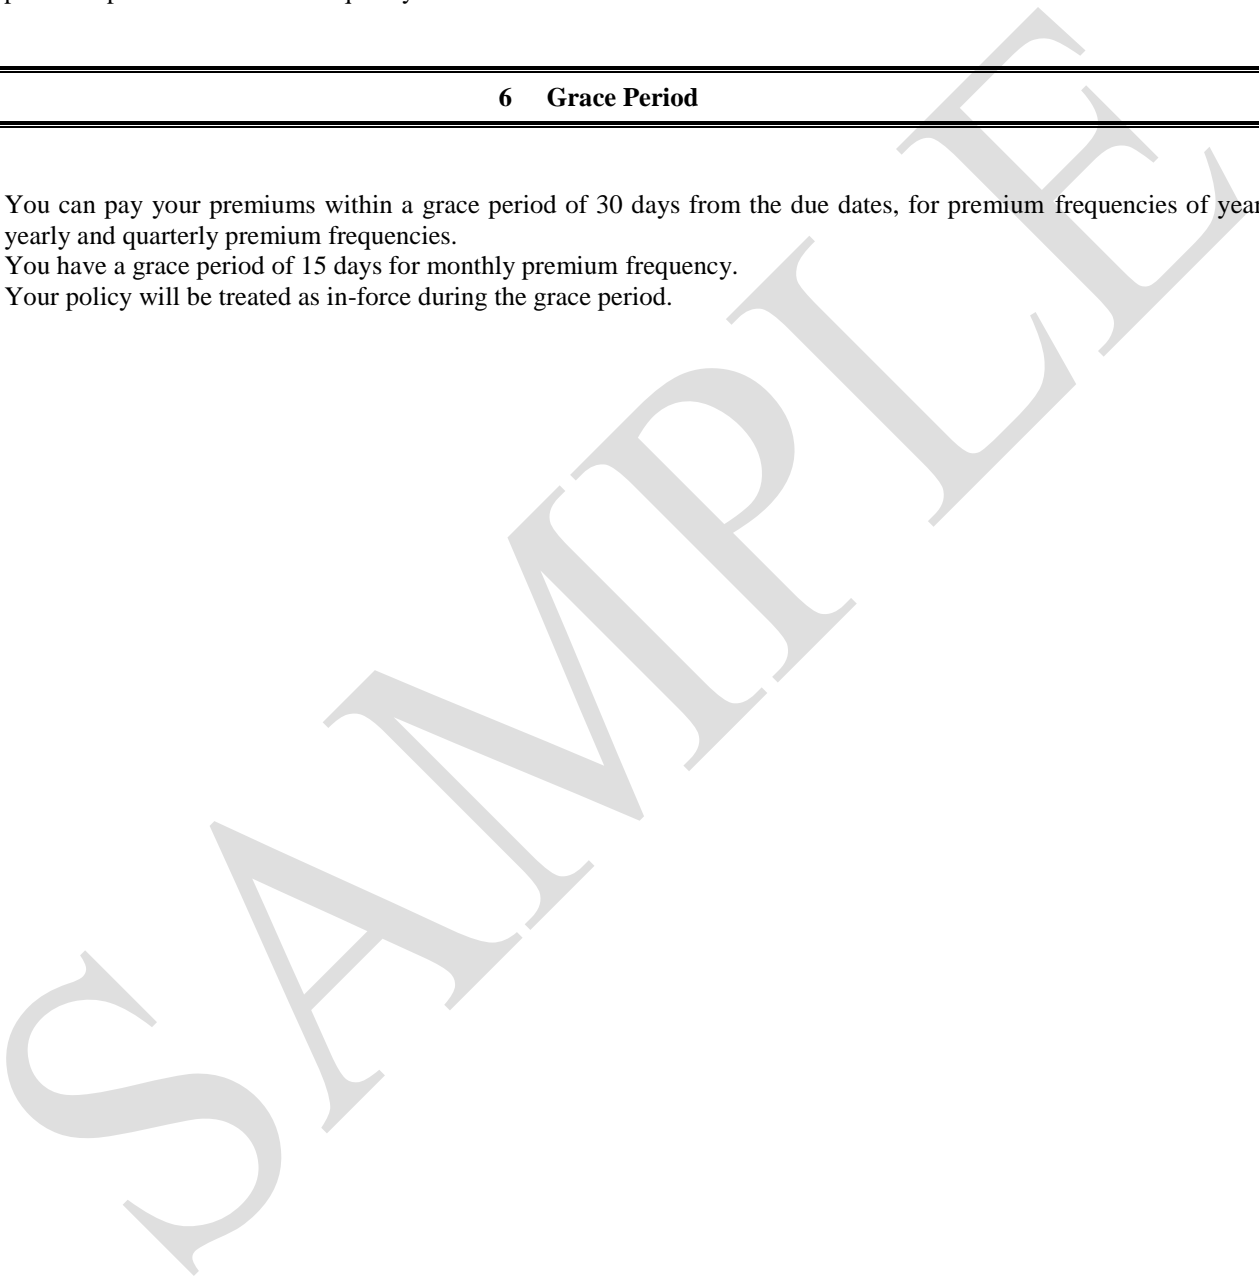 6 Grace Period
You can pay your premiums within a grace period of 30 days from the due dates, for premium frequencies of
yearly and quarterly premium frequencies.
You have a grace period of 15 days for monthly premium frequency.
Your policy will be treated as in-force during the grace period.
SAMPLE